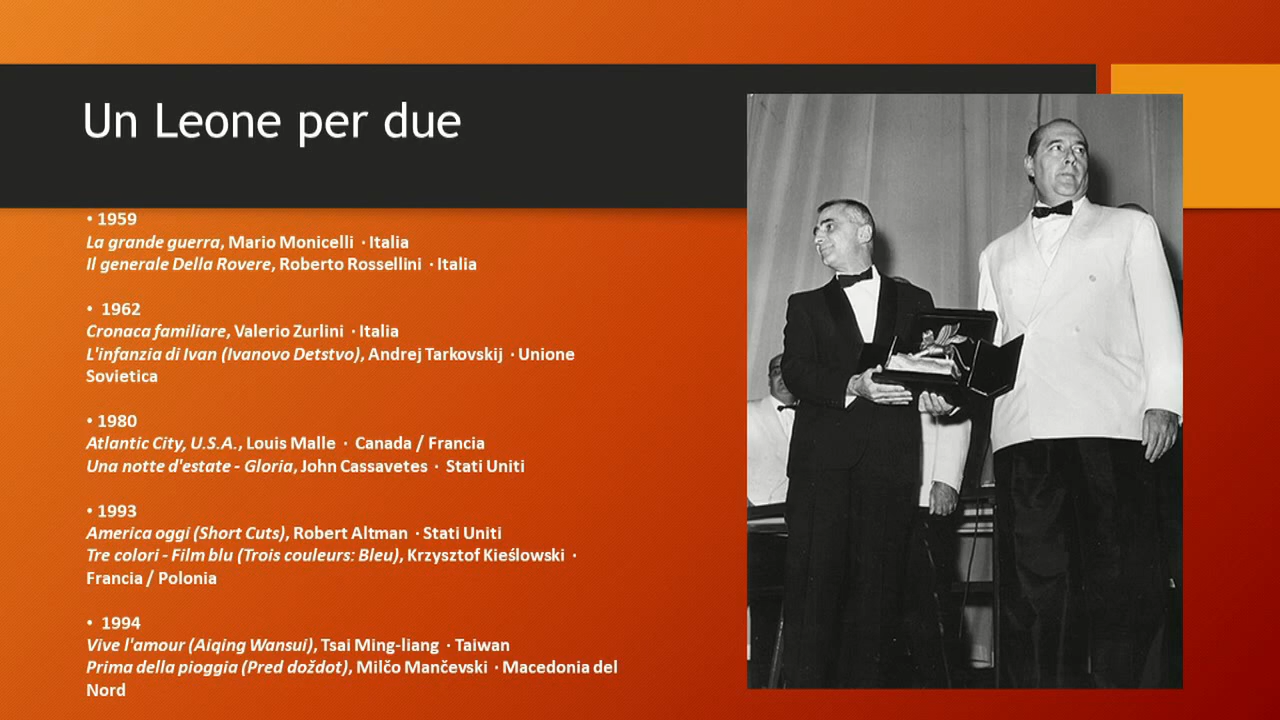 Un Leone per due
• 1959
La grande guerra, Mario Monicelli · Italia
Il generale Della Rovere, Roberto Rossellini · Italia
• 1962
Cronaca familiare, Valerio Zurlini · Italia
L'infanzia di Ivan (Ivanovo Detstvo), Andrej Tarkovskij · Unione
Sovietica
• 1980
Atlantic City, U.S.A., Louis Malle · Canada / Francia
Una notte d'estate - Gloria, John Cassavetes · Stati Uniti
• 1993
America oggi (Short Cuts), Robert Altman · Stati Uniti
Tre colori - Film blu (Trois couleurs: Bleu), Krzysztof Kieślowski ·
Francia / Polonia
• 1994
Vive l'amour (Aiqing Wansui), Tsai Ming-liang · Taiwan
Prima della pioggia (Pred doždot), Milčo Mančevski · Macedonia del
Nord